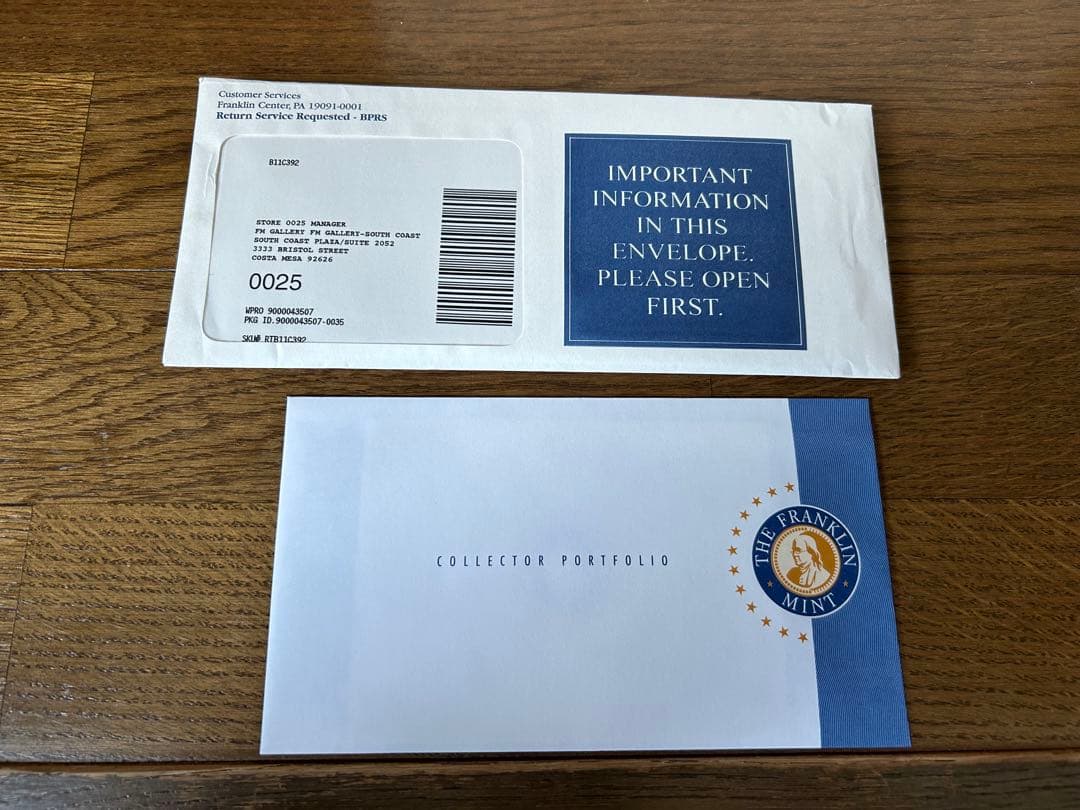 Customer Services
Franklin Center, PA 19091-0001
Return Service Requested - BPRS
B11C392
STORE 0025 MANAGER
FM GALLERY FM GALLERY-SOUTH COAST
SOUTH COAST PLAZA/SUITE 2052
3333 BRISTOL STREET
COSTA MESA 92626
0025
WPRO 9000043507
PKG ID.9000043507-0035
SKU# RTB11C392
IMPORTANT
INFORMATION
IN THIS
ENVELOPE.
PLEASE OPEN
FIRST.
COLLECTOR PORTFOLIO
THE FRANKLIN
MINT